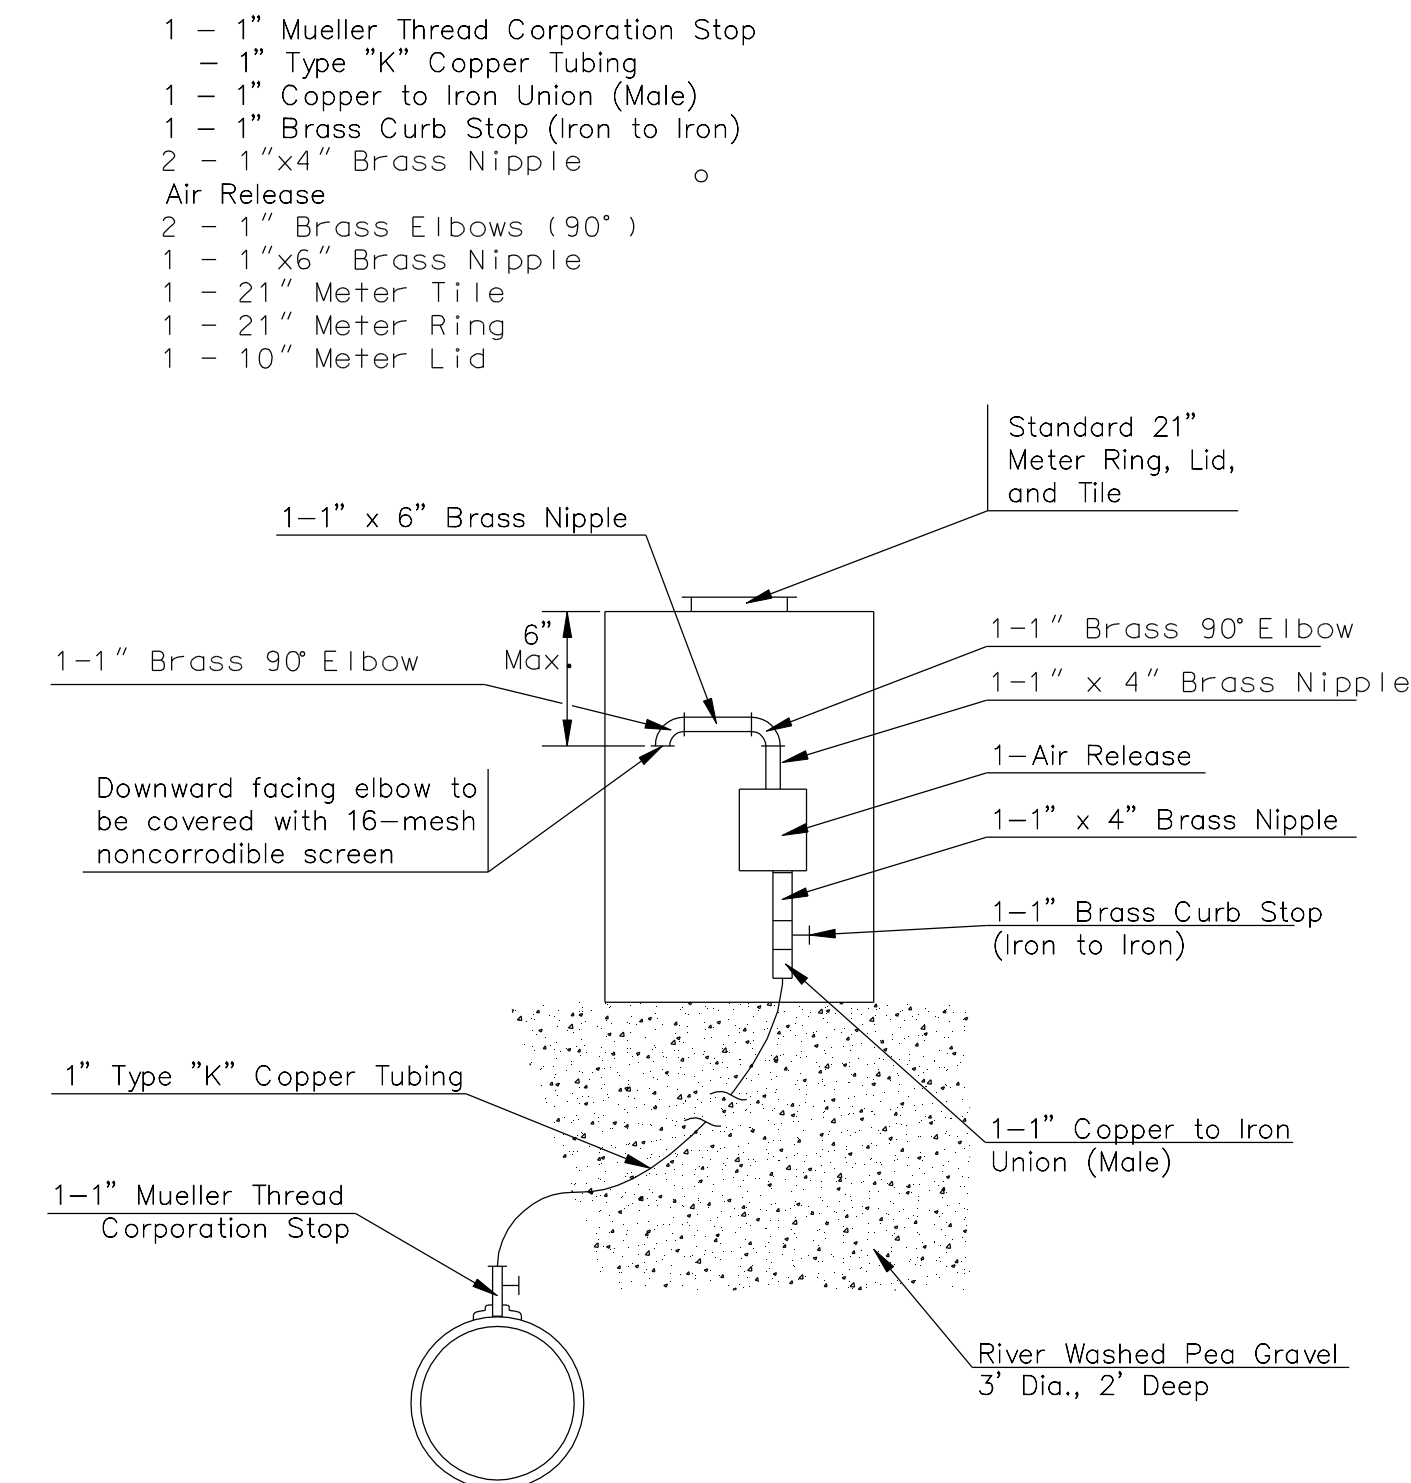 1 - 1" Mueller Thread Corporation Stop
- 1" Type "K" Copper Tubing
1 - 1" Copper to Iron Union (Male)
1 - 1" Brass Curb Stop (Iron to Iron)
2 - 1"x4" Brass Nipple
Air Release
2 - 1" Brass Elbows (90°)
1 - 1"x6" Brass Nipple
1 - 21" Meter Tile
1 - 21" Meter Ring
1 - 10" Meter Lid
Standard 21"
Meter Ring, Lid,
and Tile
1-1" x 6" Brass Nipple
6"
Max.
1-1" Brass 90° Elbow
1-1" Brass 90° Elbow
1-1" x 4" Brass Nipple
1-Air Release
Downward facing elbow to
be covered with 16-mesh
noncorrodible screen
1-1" x 4" Brass Nipple
1-1" Brass Curb Stop
(Iron to Iron)
1" Type "K" Copper Tubing
1-1" Copper to Iron
Union (Male)
1-1" Mueller Thread
Corporation Stop
River Washed Pea Gravel
3' Dia., 2' Deep